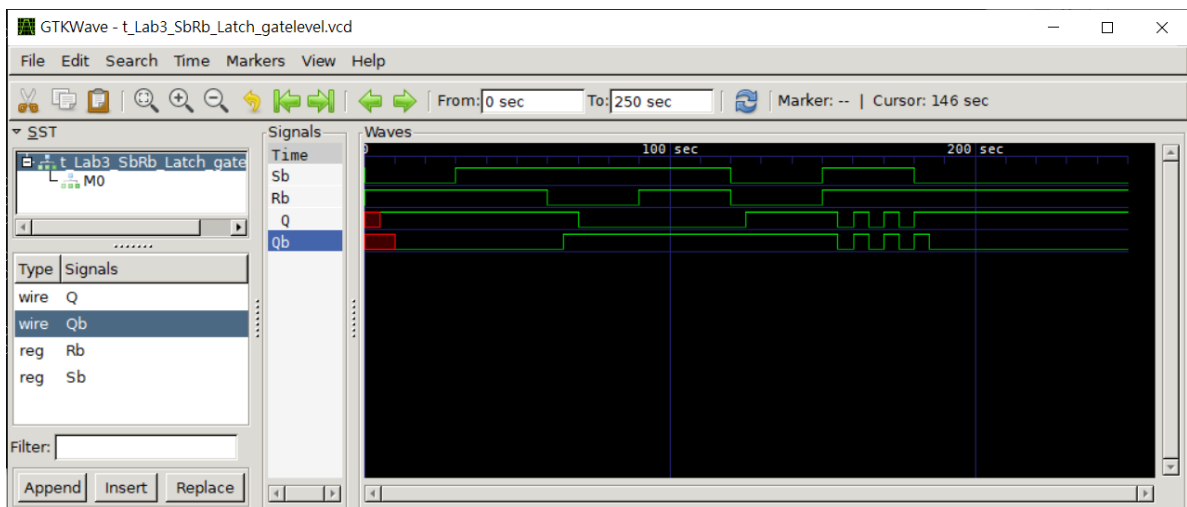 GTKWave - t_Lab3_SbRb_Latch_gatelevel.vcd
File Edit Search Time Markers View Help
From: 0 sec To: 250 sec Marker: -- | Cursor: 146 sec
SST
t_Lab3_SbRb_Latch_gate
M0
Type Signals
wire Q
wire Qb
reg Rb
reg Sb
Filter:
Append Insert Replace
Signals
Time
Sb
Rb
Q
Qb
Waves
100 sec 200 sec